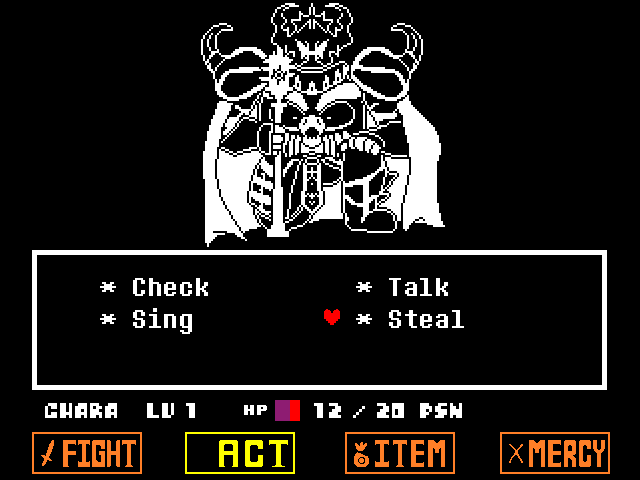 * Check * Talk
* Sing * Steal
CHARA LV 1 HP 12 / 20 PSN
FIGHT ACT ITEM MERCY